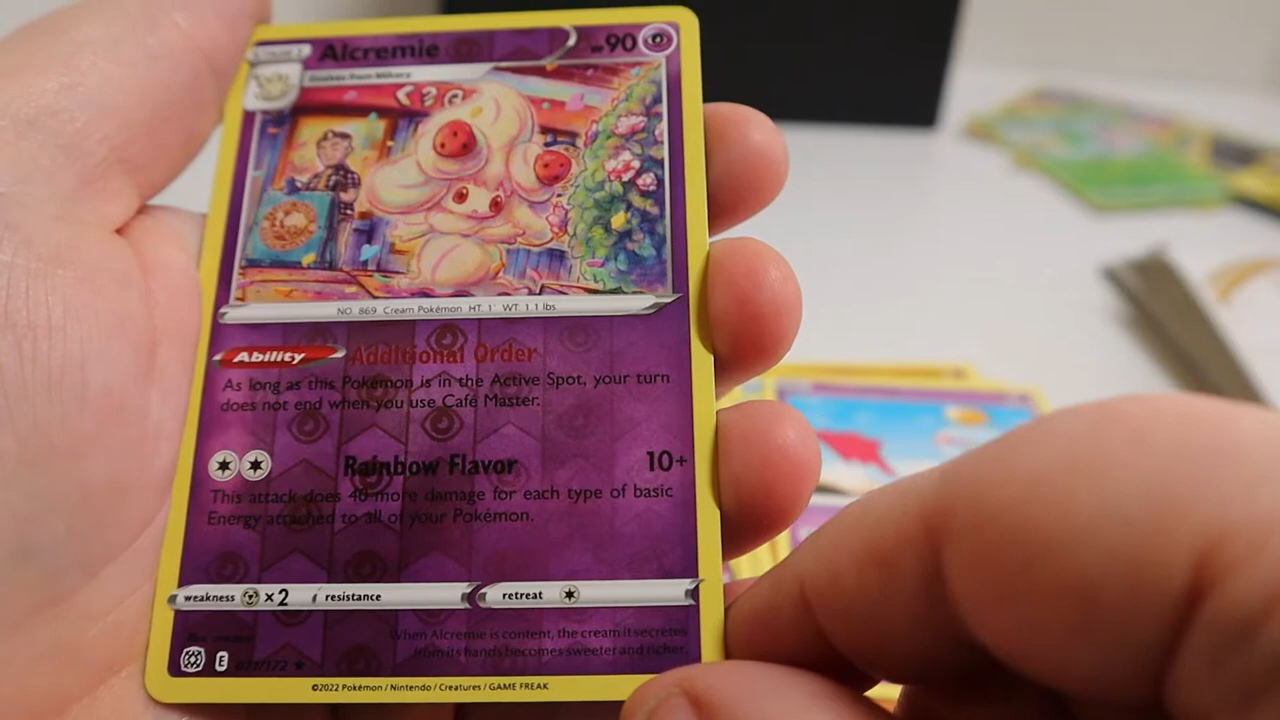 Alcremie
90
Evolves from Milcery
NO. 869 Cream Pokémon HT: 1' WT: 1.1 lbs
Ability Additional Order
As long as this Pokémon is in the Active Spot, your turn
does not end when you use Café Master.
Rainbow Flavor 10+
This attack does 40 more damage for each type of basic
Energy attached to all of your Pokémon.
weakness ×2 resistance retreat
When Alcremie is content, the cream it secretes
from its hands becomes sweeter and richer.
E 071/172 ★
©2022 Pokémon / Nintendo / Creatures / GAME FREAK